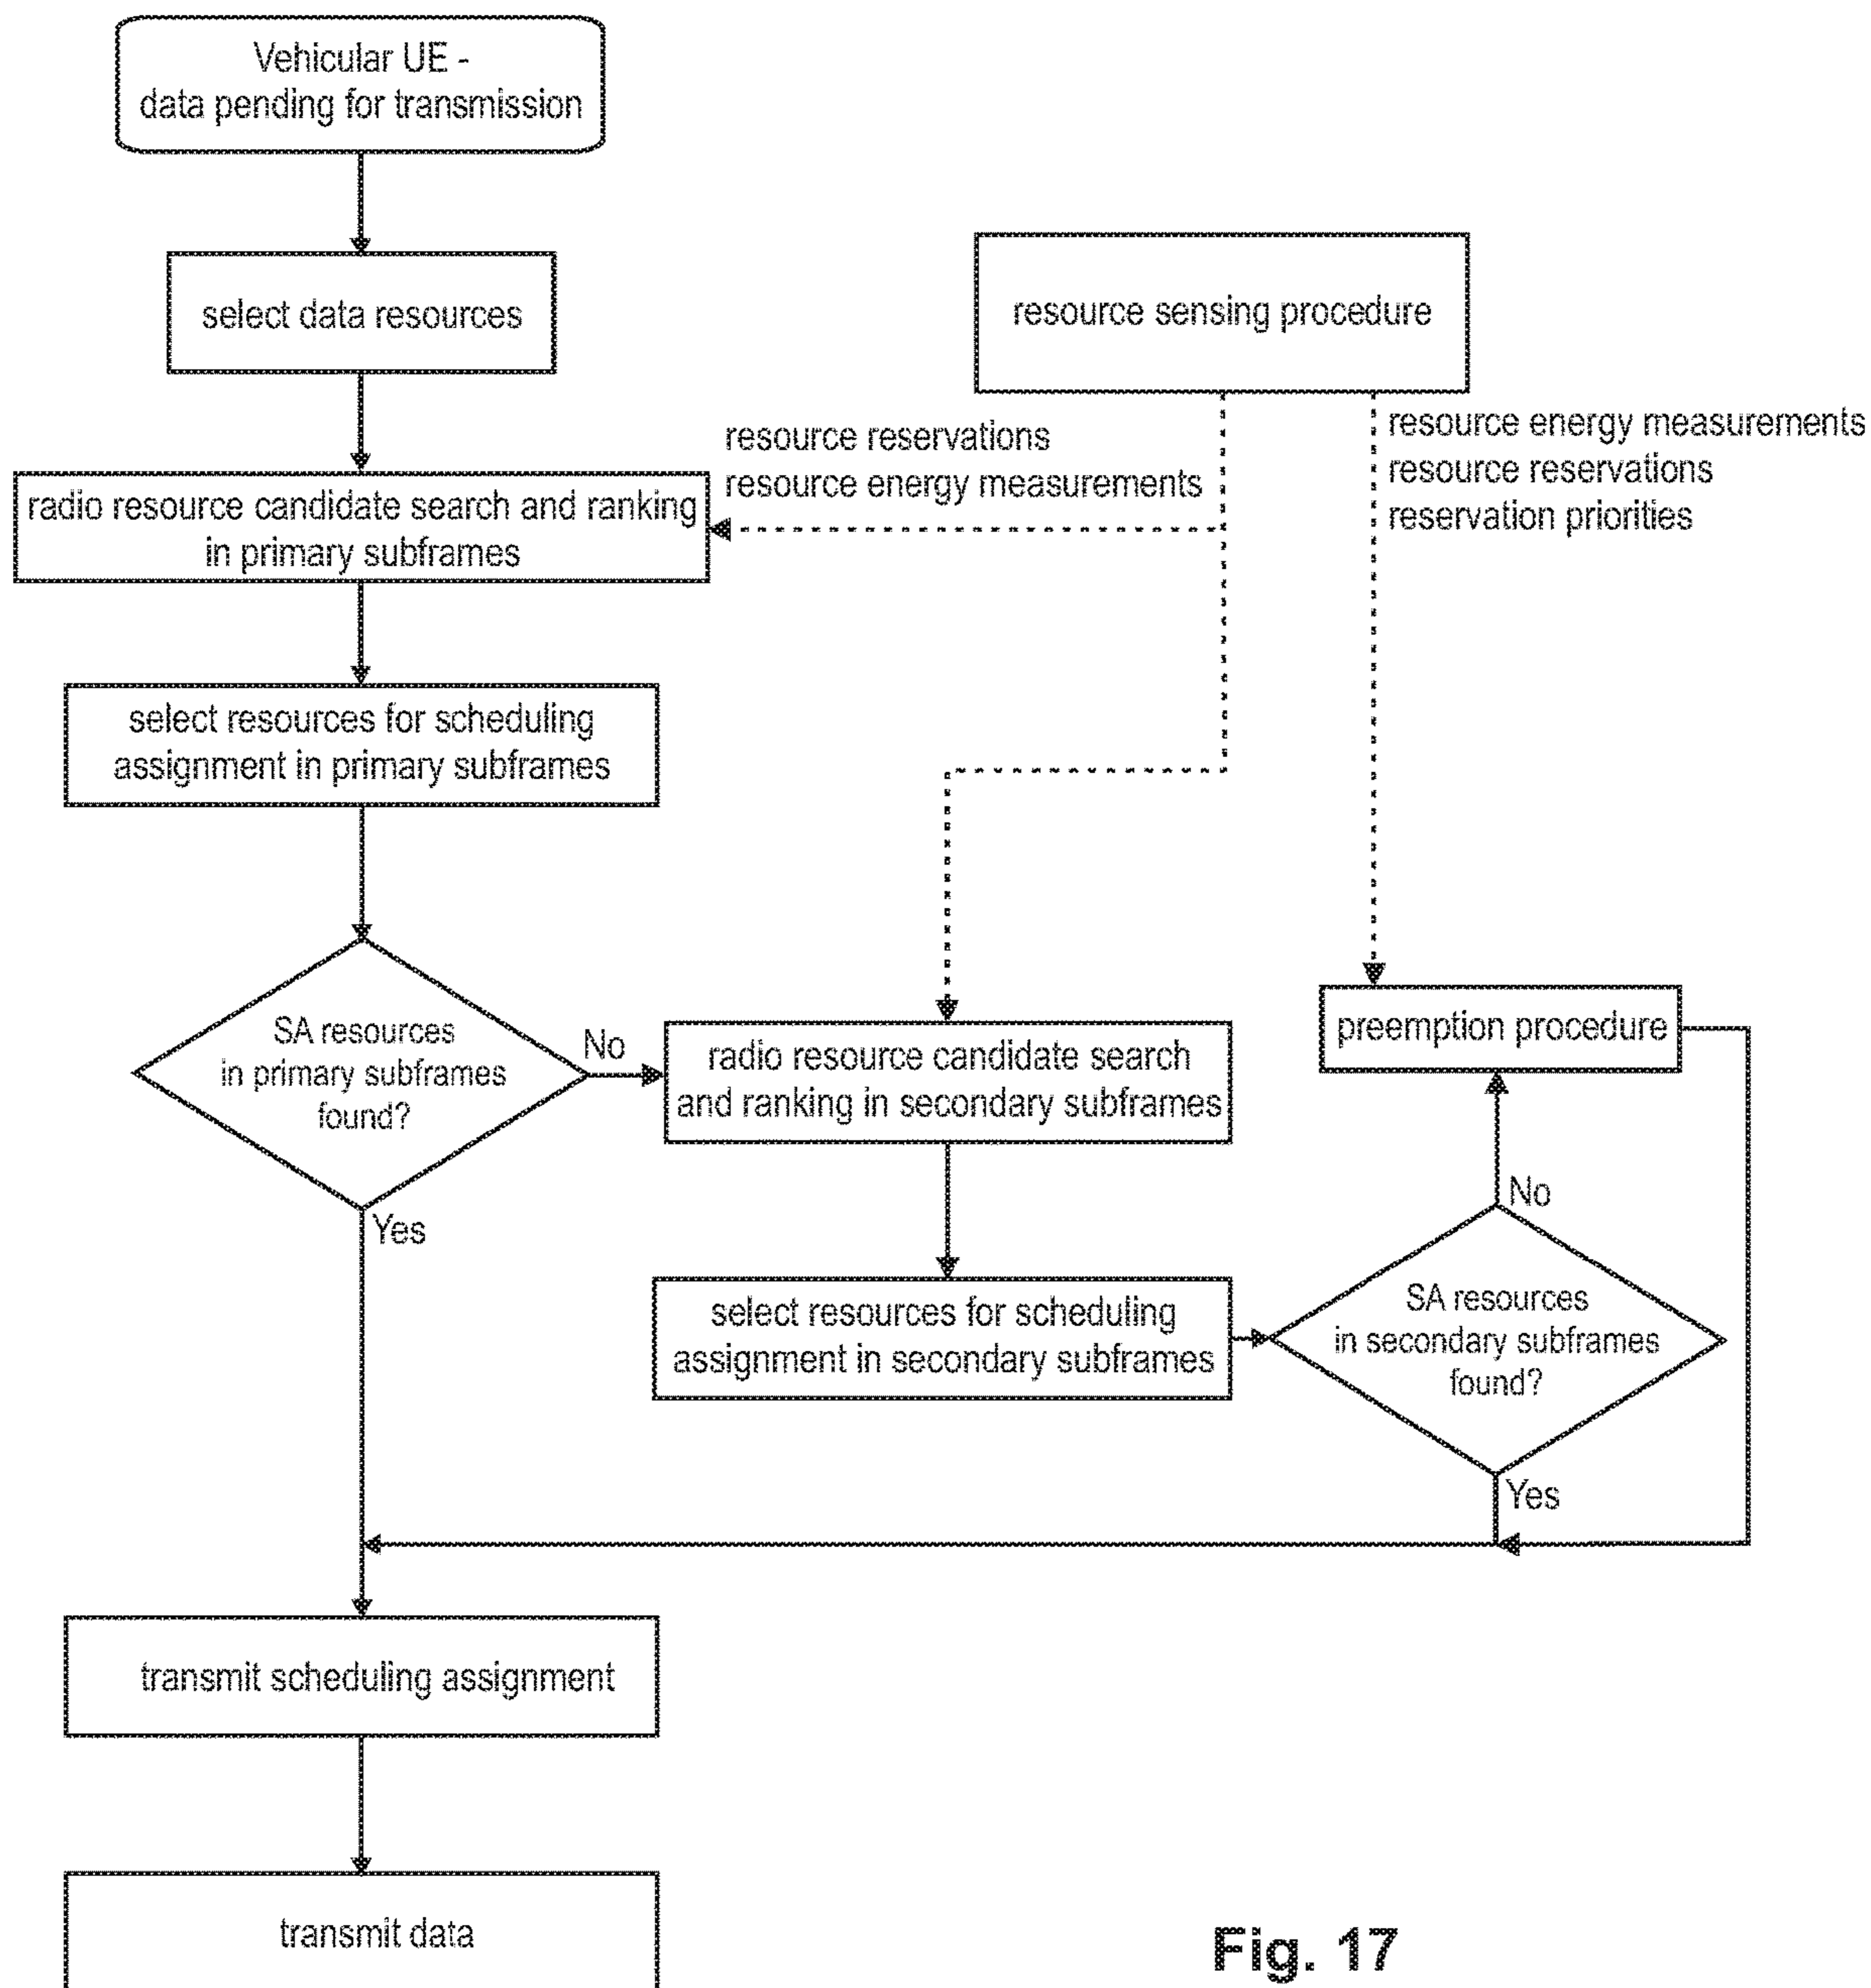 Vehicular UE -
data pending for transmission
select data resources
resource sensing procedure
resource reservations
resource energy measurements
resource energy measurements
resource reservations
reservation priorities
radio resource candidate search and ranking
in primary subframes
select resources for scheduling
assignment in primary subframes
SA resources
in primary subframes
found?
No
Yes
radio resource candidate search
and ranking in secondary subframes
preemption procedure
No
select resources for scheduling
assignment in secondary subframes
SA resources
in secondary subframes
found?
Yes
transmit scheduling assignment
transmit data
Fig. 17